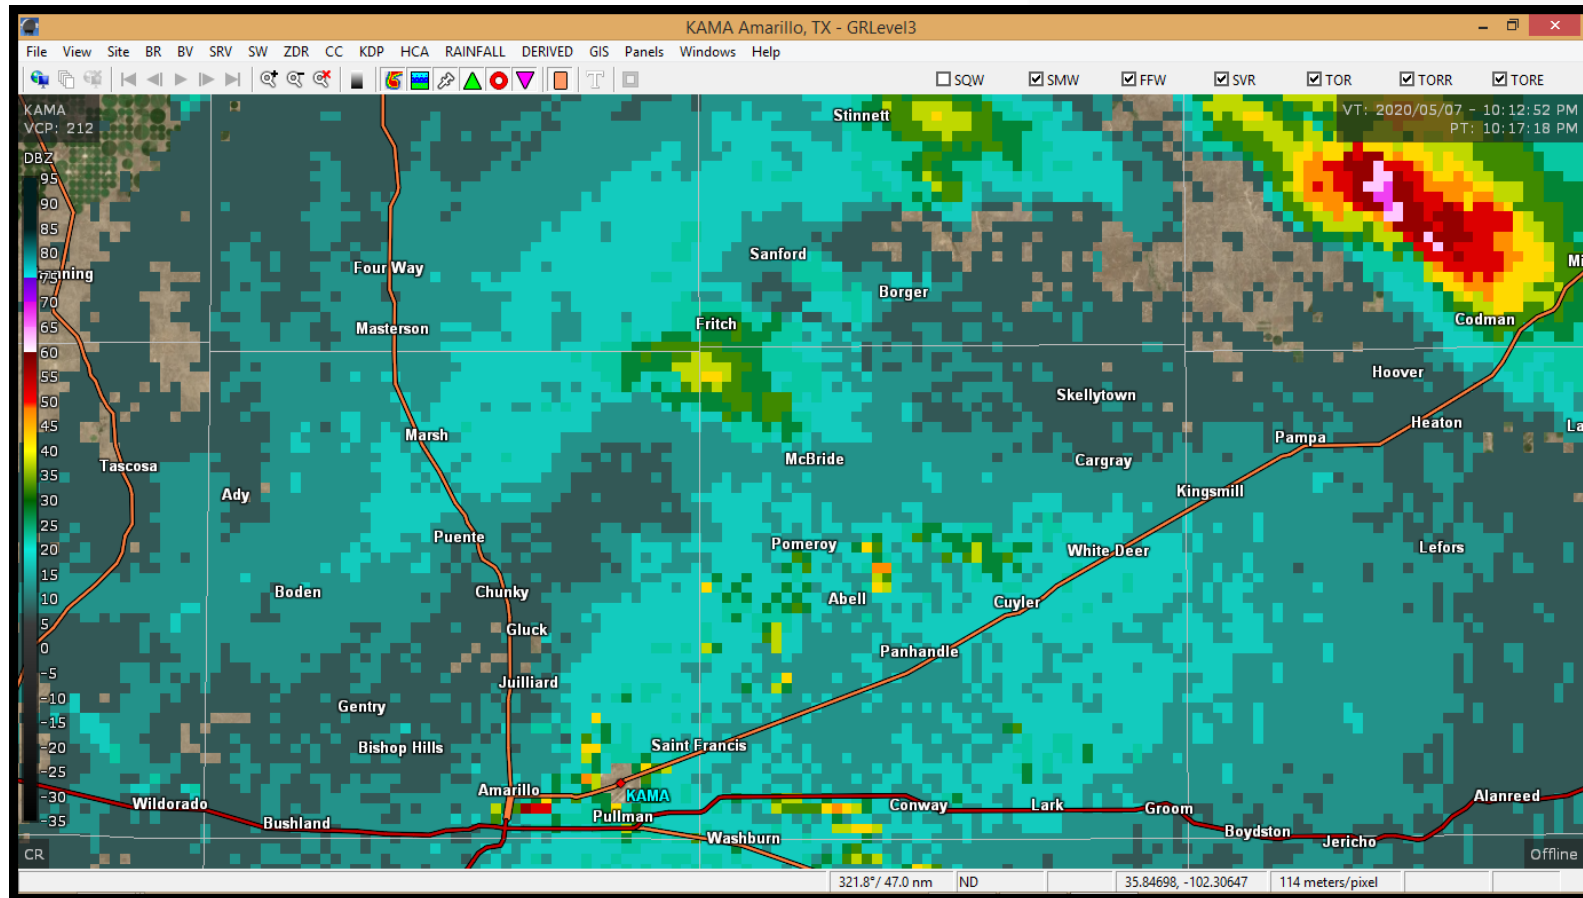 KAMA Amarillo, TX - GRLevel3
File View Site BR BV SRV SW ZDR CC KDP HCA RAINFALL DERIVED GIS Panels Windows Help
SQW SMW FFW SVR TOR TORR TORE
KAMA
VCP: 212
VT: 2020/05/07 - 10:12:52 PM
PT: 10:17:18 PM
DBZ
95
90
85
80
75
70
65
60
55
50
45
40
35
30
25
20
15
10
5
0
-5
-10
-15
-20
-25
-30
-35
Stinnett
Sanford
Four Way
Borger
Masterson
Fritch
Codman
Hoover
Skellytown
Heaton
Marsh
Pampa
McBride
Cargray
Tascosa
Ady
Kingsmill
Puente
Pomeroy
White Deer
Lefors
Boden
Chunky
Abell
Cuyler
Gluck
Panhandle
Juilliard
Gentry
Bishop Hills
Saint Francis
Amarillo
KAMA
Alanreed
Wildorado
Conway
Lark
Groom
Bushland
Pullman
Washburn
Boydston
Jericho
CR
Offline
321.8°/ 47.0 nm ND 35.84698, -102.30647 114 meters/pixel